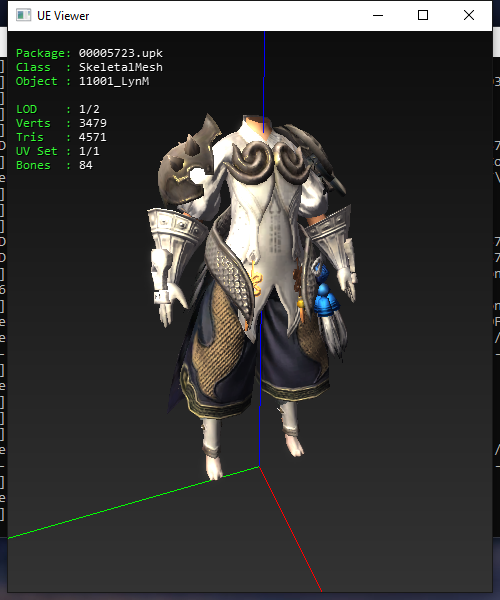 UE Viewer
Package: 00005723.upk
Class : SkeletalMesh
Object : 11001_LynM
LOD : 1/2
Verts : 3479
Tris : 4571
UV Set : 1/1
Bones : 84